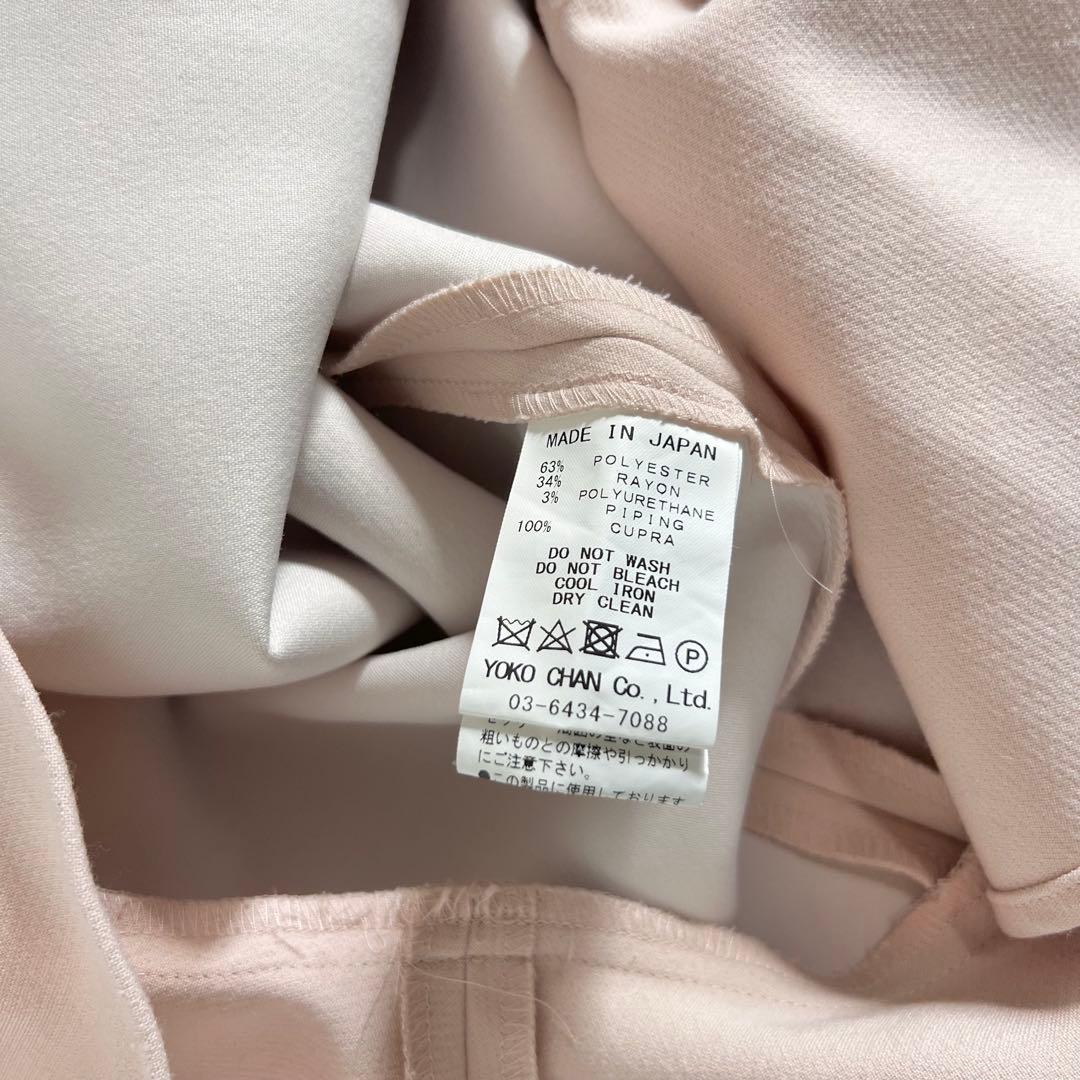 MADE IN JAPAN
63% POLYESTER
34% RAYON
3% POLYURETHANE
PIPING
100% CUPRA
DO NOT WASH
DO NOT BLEACH
COOL IRON
DRY CLEAN
P
YOKO CHAN Co., Ltd.
03-6434-7088
粗いものとの摩擦や引っかかり
にご注意下さい。
●この製品に使用しております